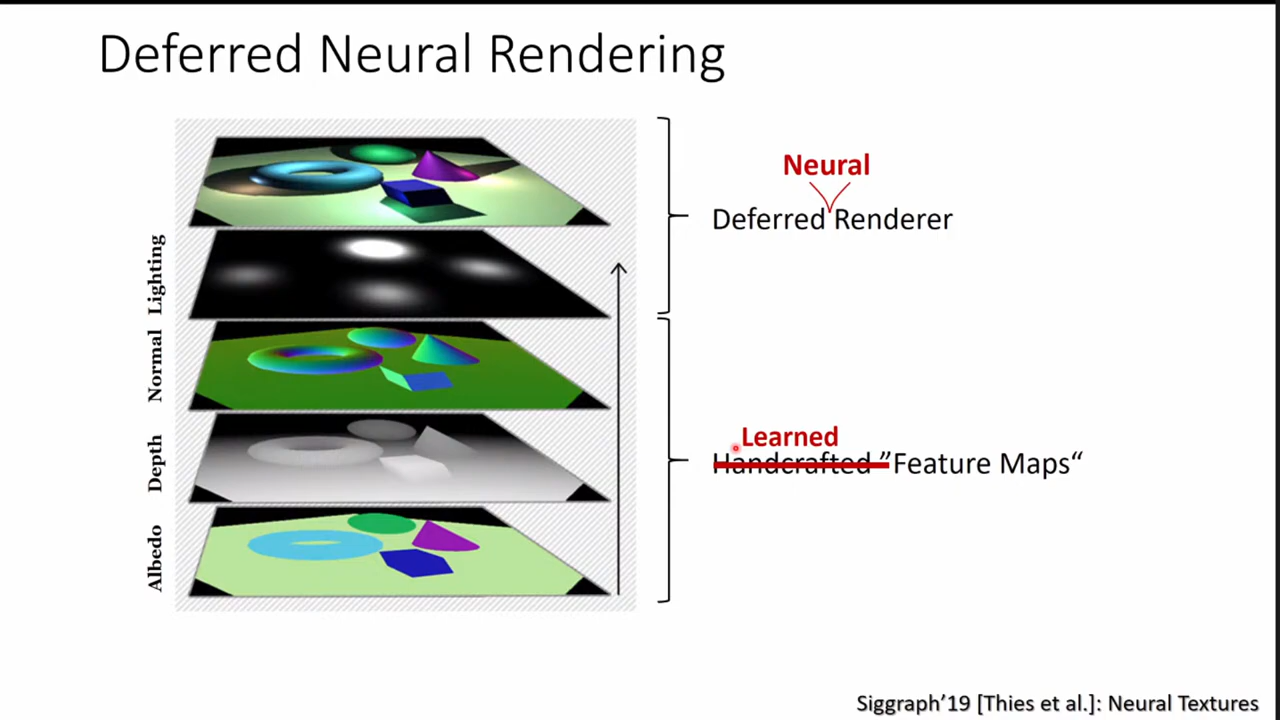 Deferred Neural Rendering
Neural
Deferred Renderer
Lighting
Normal
Learned
Handcrafted ”Feature Maps“
Depth
Albedo
Siggraph’19 [Thies et al.]: Neural Textures